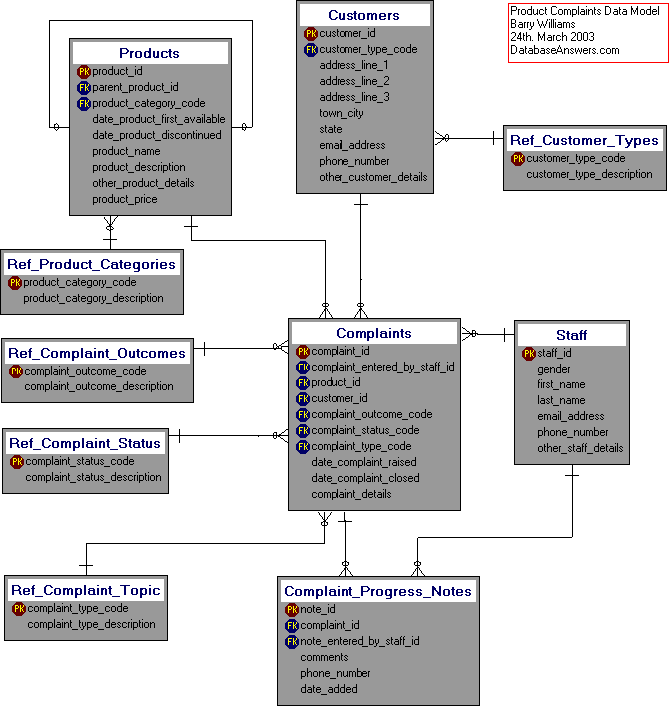 Product Complaints Data Model
Barry Williams
24th. March 2003
DatabaseAnswers.com
Customers
PK customer_id
FK customer_type_code
address_line_1
address_line_2
address_line_3
town_city
state
email_address
phone_number
other_customer_details
Products
PK product_id
FK parent_product_id
FK product_category_code
date_product_first_available
date_product_discontinued
product_name
product_description
other_product_details
product_price
Ref_Customer_Types
PK customer_type_code
customer_type_description
Ref_Product_Categories
PK product_category_code
product_category_description
Ref_Complaint_Outcomes
PK complaint_outcome_code
complaint_outcome_description
Complaints
PK complaint_id
FK complaint_entered_by_staff_id
FK product_id
FK customer_id
FK complaint_outcome_code
FK complaint_status_code
FK complaint_type_code
date_complaint_raised
date_complaint_closed
complaint_details
Staff
PK staff_id
gender
first_name
last_name
email_address
phone_number
other_staff_details
Ref_Complaint_Status
PK complaint_status_code
complaint_status_description
Ref_Complaint_Topic
PK complaint_type_code
complaint_type_description
Complaint_Progress_Notes
PK note_id
FK complaint_id
FK note_entered_by_staff_id
comments
phone_number
date_added